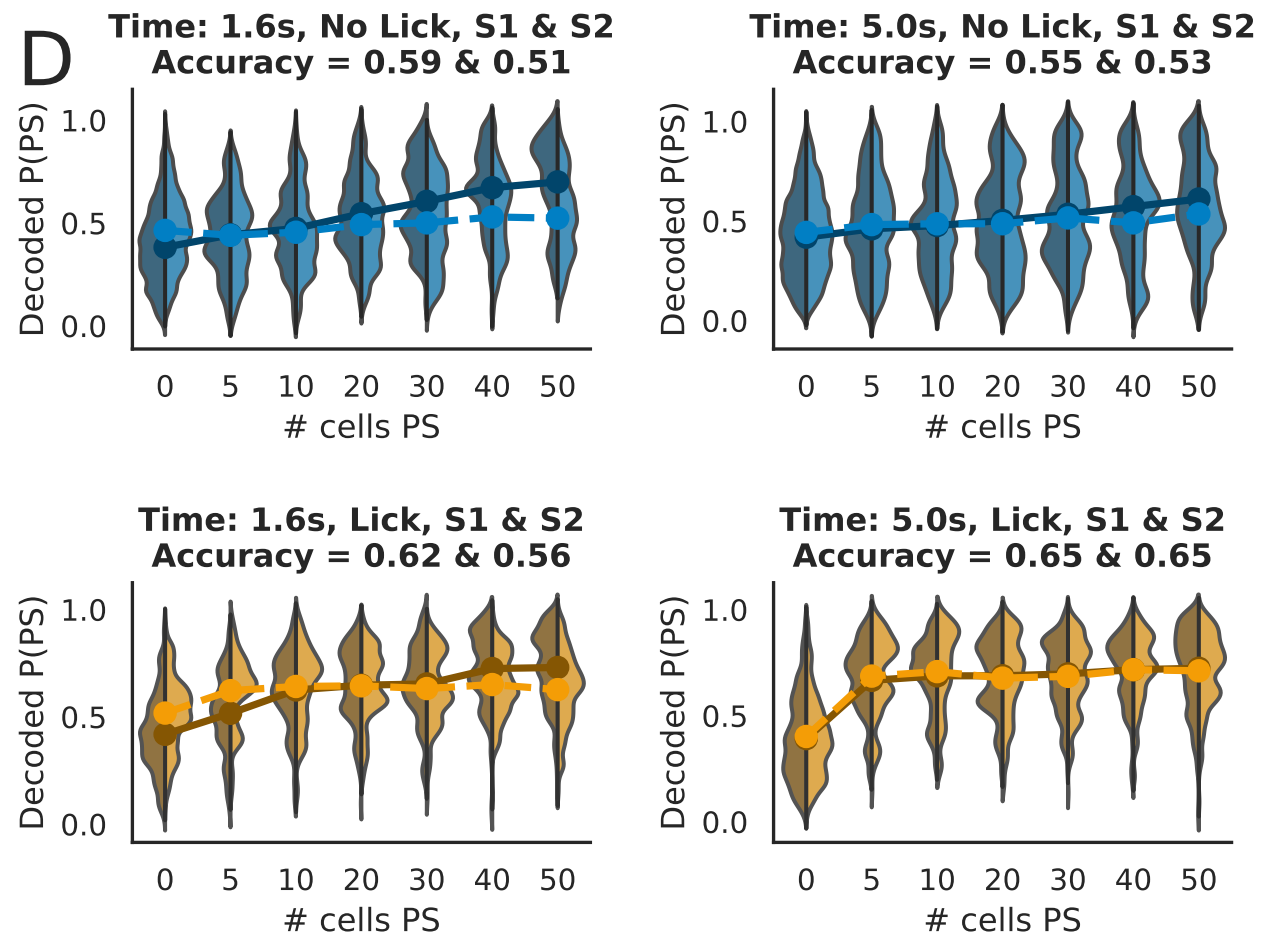 D
Time: 1.6s, No Lick, S1 & S2
Accuracy = 0.59 & 0.51
Decoded P(PS)
1.0
0.5
0.0
0 5 10 20 30 40 50
# cells PS
Time: 5.0s, No Lick, S1 & S2
Accuracy = 0.55 & 0.53
Decoded P(PS)
1.0
0.5
0.0
0 5 10 20 30 40 50
# cells PS
Time: 1.6s, Lick, S1 & S2
Accuracy = 0.62 & 0.56
Decoded P(PS)
1.0
0.5
0.0
0 5 10 20 30 40 50
# cells PS
Time: 5.0s, Lick, S1 & S2
Accuracy = 0.65 & 0.65
Decoded P(PS)
1.0
0.5
0.0
0 5 10 20 30 40 50
# cells PS